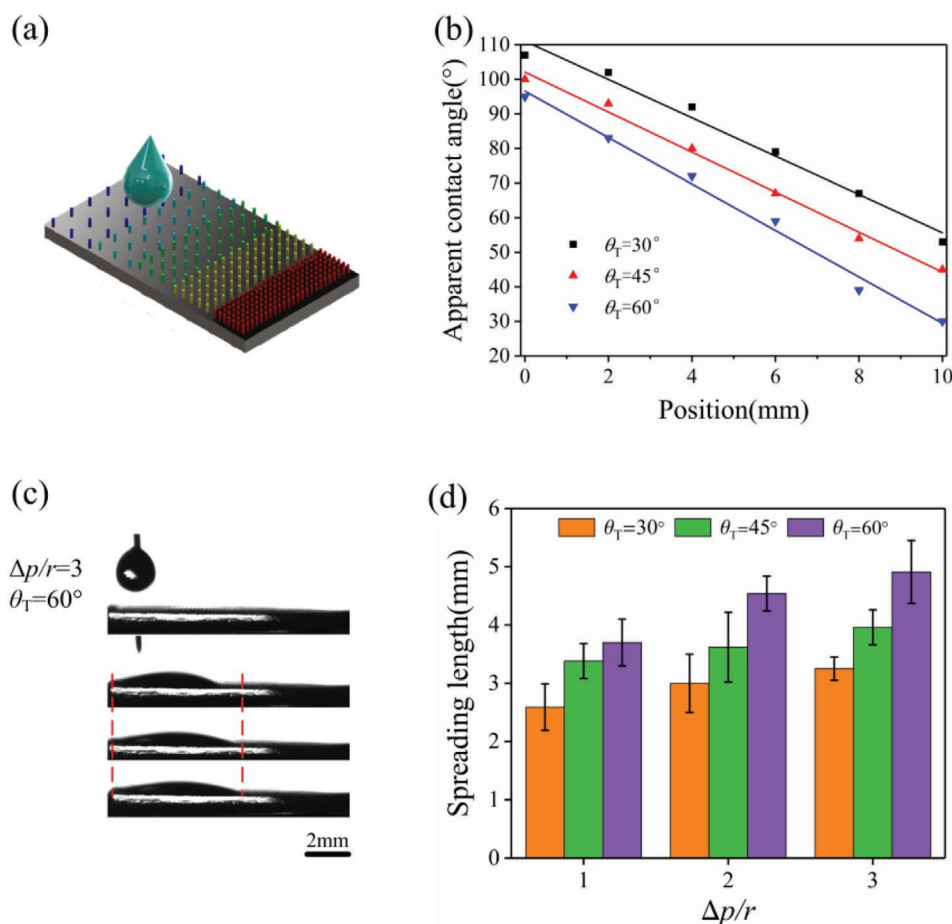 (a)
(b)
110
100
90
80
70
60
50
40
30
20
Apparent contact angle(°)
θT=30°
θT=45°
θT=60°
0 2 4 6 8 10
Position(mm)
(c)
Δp/r=3
θT=60°
2mm
(d)
6
5
4
3
2
1
0
Spreading length(mm)
θT=30° θT=45° θT=60°
1 2 3
Δp/r